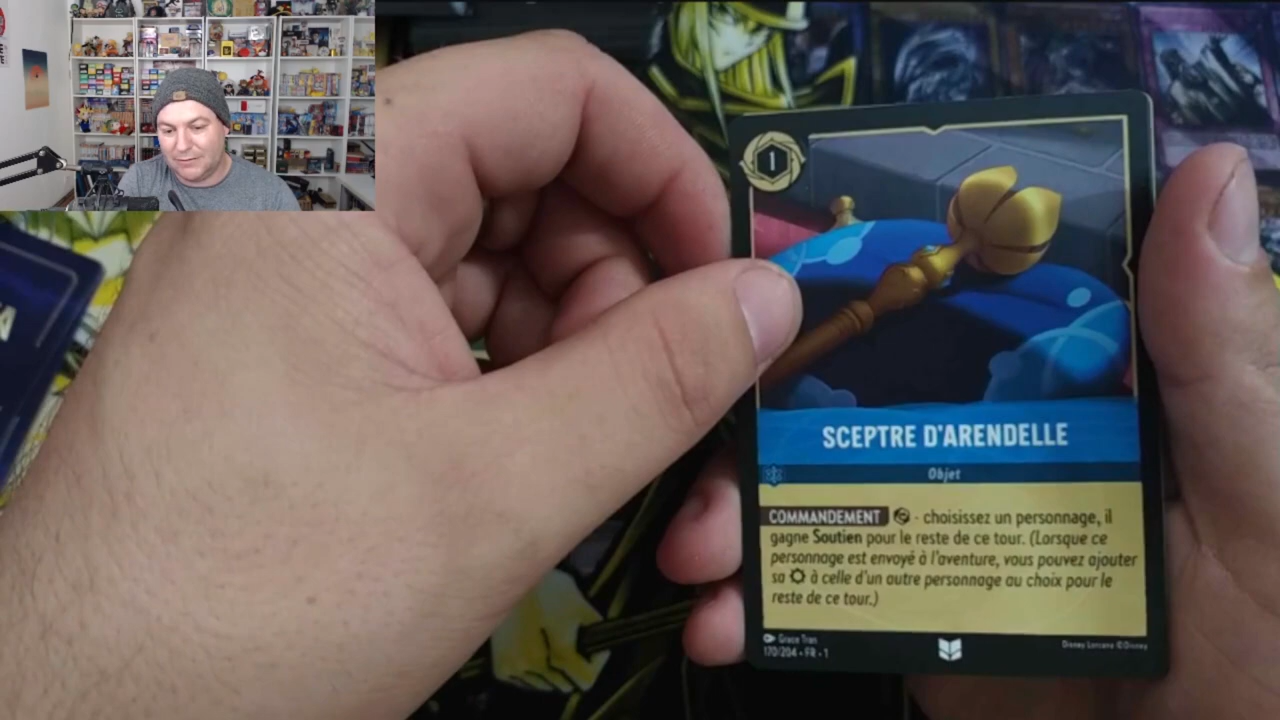 1
SCEPTRE D'ARENDELLE
Objet
COMMANDEMENT - choisissez un personnage, il
gagne Soutien pour le reste de ce tour. (Lorsque ce
personnage est envoyé à l'aventure, vous pouvez ajouter
sa à celle d'un autre personnage au choix pour le
reste de ce tour.)
Grace Tran
170/204 • FR • 1
Disney Lorcana ©Disney